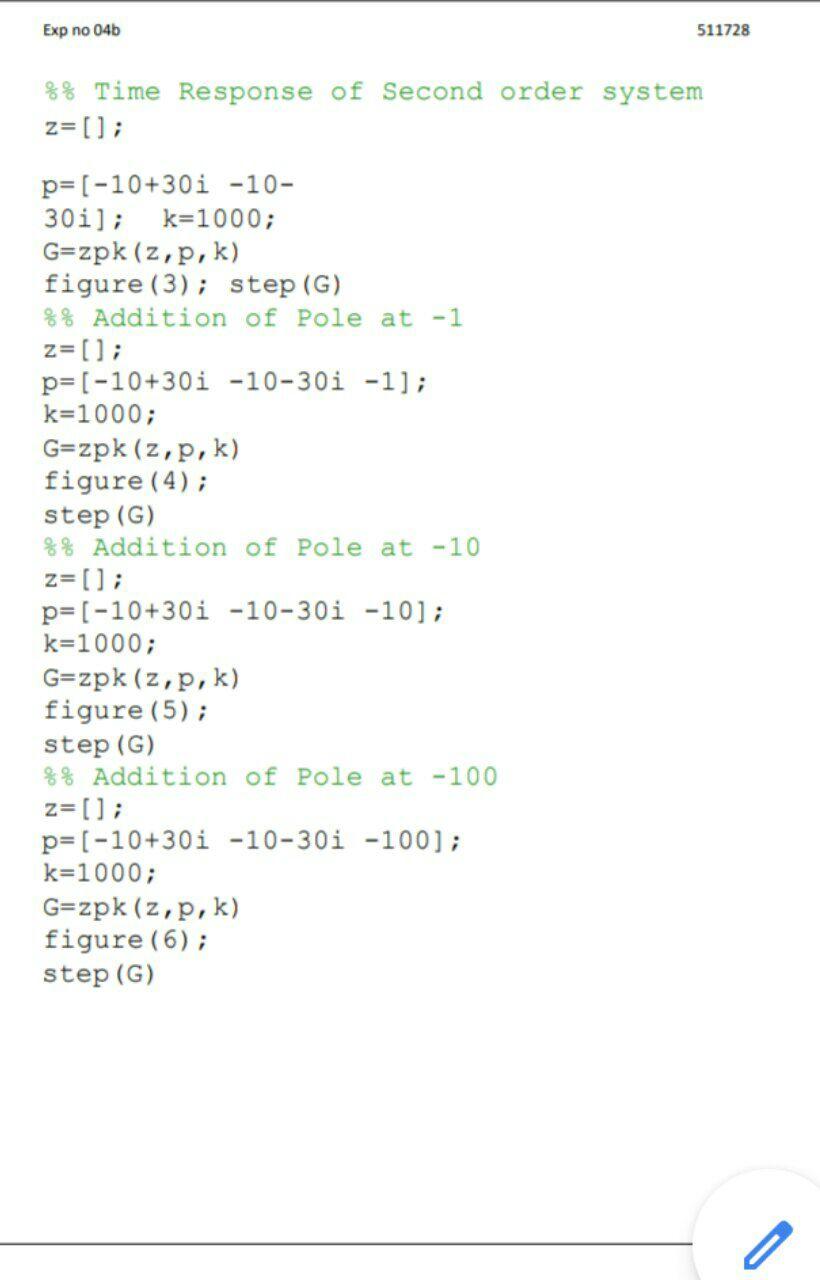 Exp no 04b 511728
%% Time Response of Second order system
z=[];
p=[-10+30i -10-
30i]; k=1000;
G=zpk(z,p,k)
figure(3); step(G)
%% Addition of Pole at -1
z=[];
p=[-10+30i -10-30i -1];
k=1000;
G=zpk(z,p,k)
figure(4);
step(G)
%% Addition of Pole at -10
z=[];
p=[-10+30i -10-30i -10];
k=1000;
G=zpk(z,p,k)
figure(5);
step(G)
%% Addition of Pole at -100
z=[];
p=[-10+30i -10-30i -100];
k=1000;
G=zpk(z,p,k)
figure(6);
step(G)